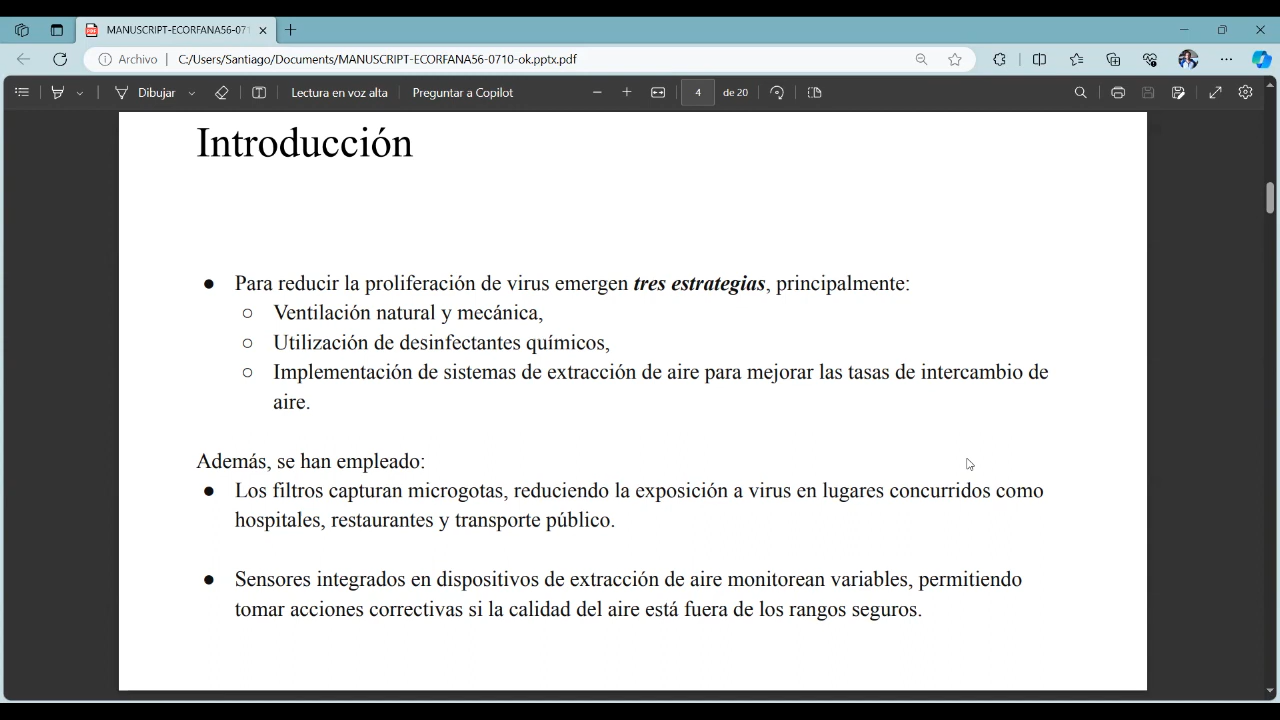 MANUSCRIPT-ECORFANA56-071
Archivo C:/Users/Santiago/Documents/MANUSCRIPT-ECORFANA56-0710-ok.pptx.pdf
Dibujar Lectura en voz alta Preguntar a Copilot 4 de 20
Introducción
● Para reducir la proliferación de virus emergen tres estrategias, principalmente:
○ Ventilación natural y mecánica,
○ Utilización de desinfectantes químicos,
○ Implementación de sistemas de extracción de aire para mejorar las tasas de intercambio de
aire.
Además, se han empleado:
● Los filtros capturan microgotas, reduciendo la exposición a virus en lugares concurridos como
hospitales, restaurantes y transporte público.
● Sensores integrados en dispositivos de extracción de aire monitorean variables, permitiendo
tomar acciones correctivas si la calidad del aire está fuera de los rangos seguros.